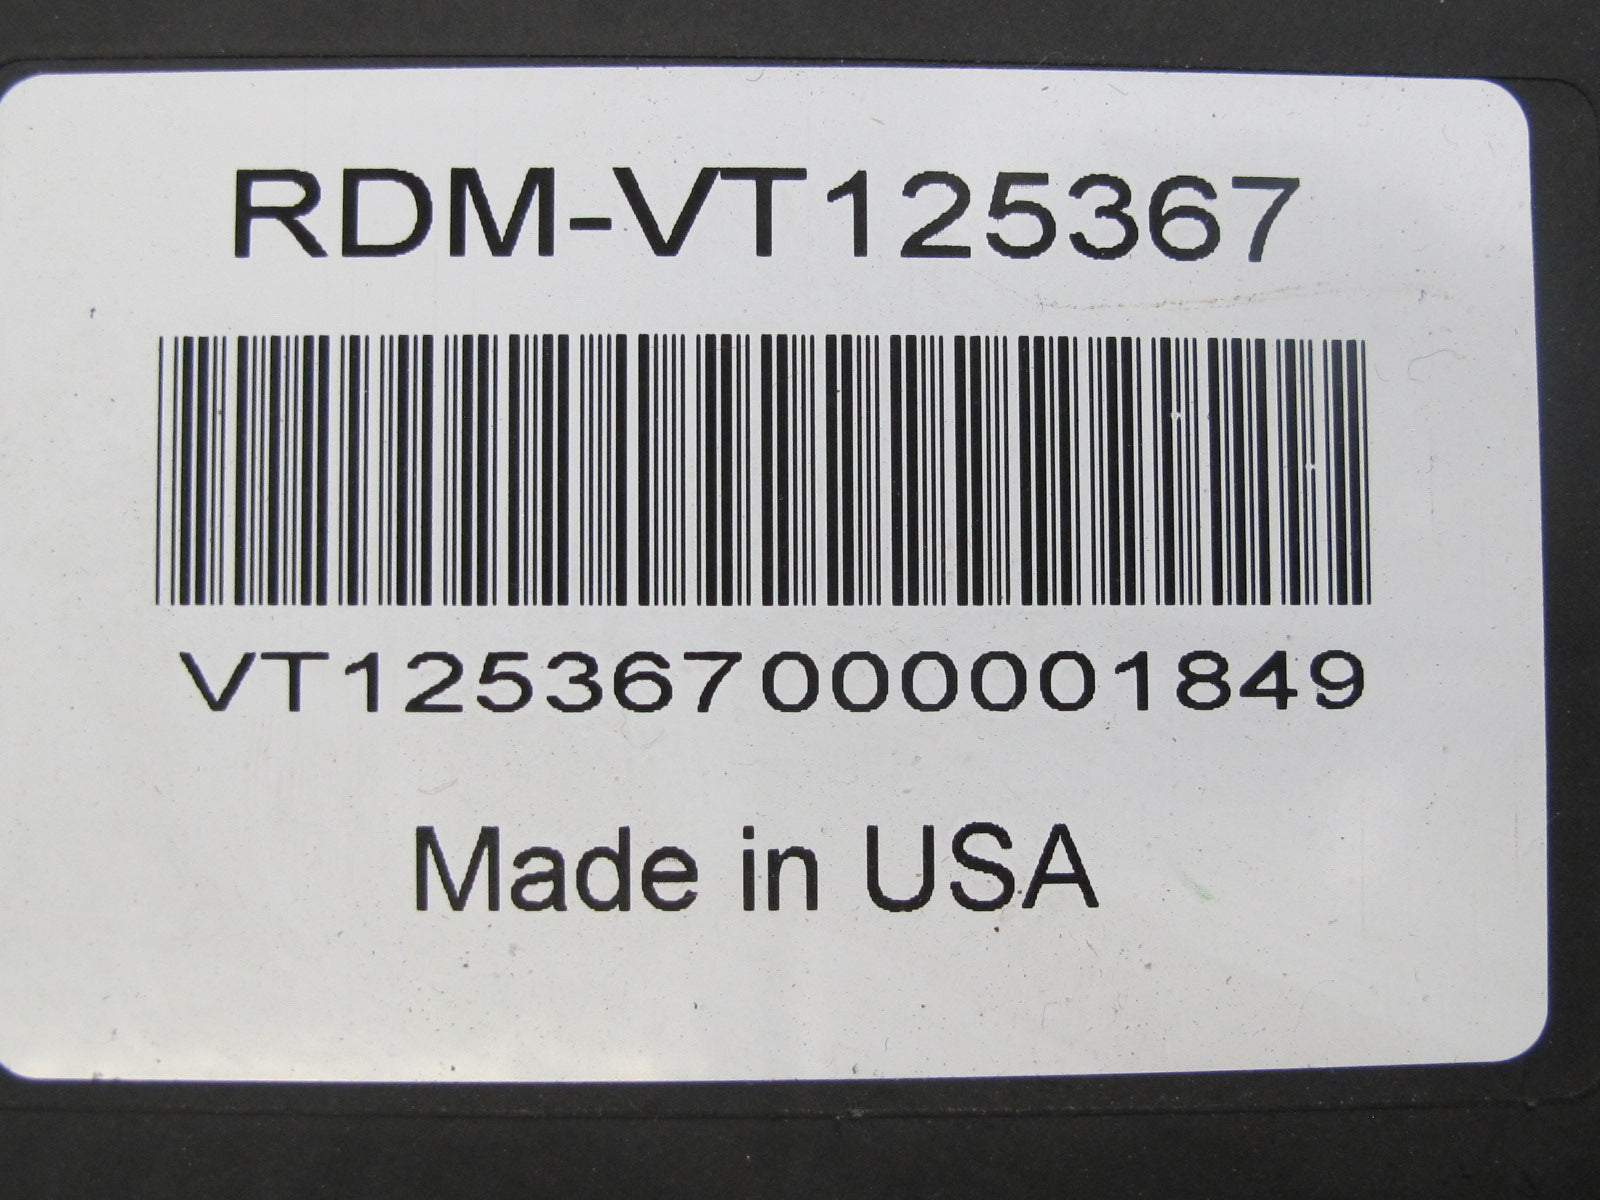 RDM-VT125367
VT125367000001849
Made in USA